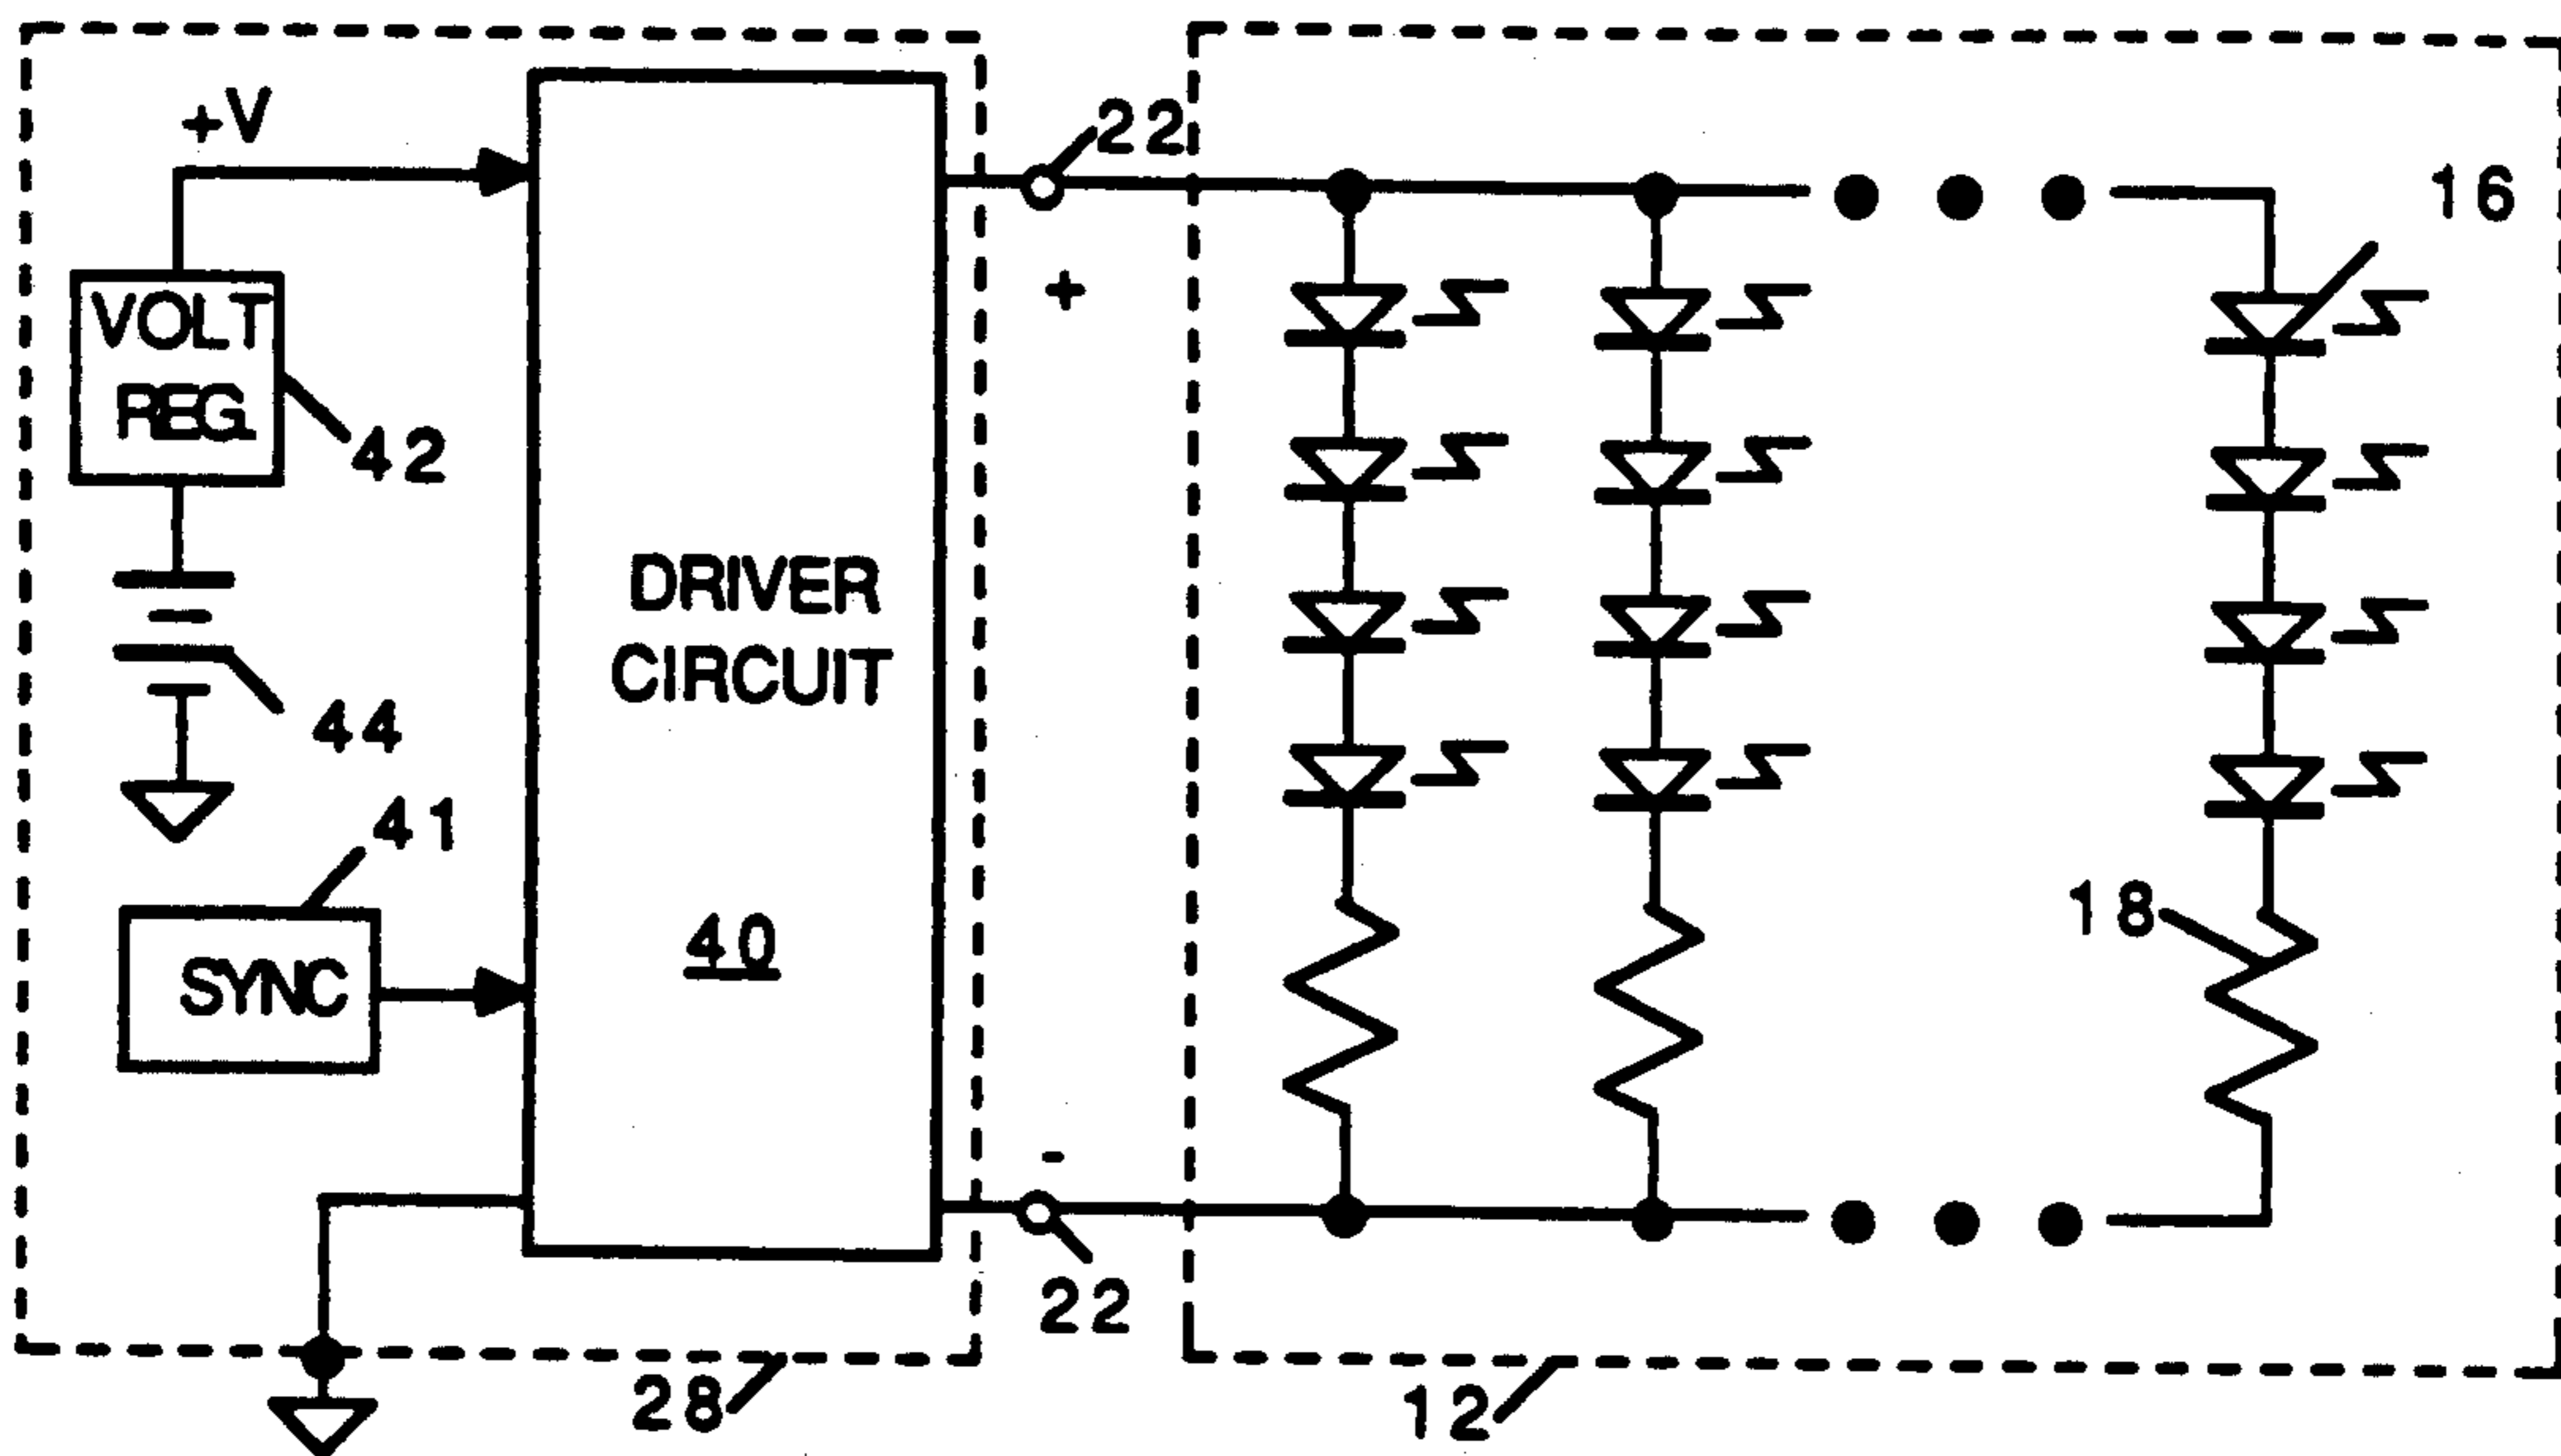 +V
22
16
+
VOLT
REG.
42
DRIVER
CIRCUIT
44
41
40
18
SYNC
-
22
28
12